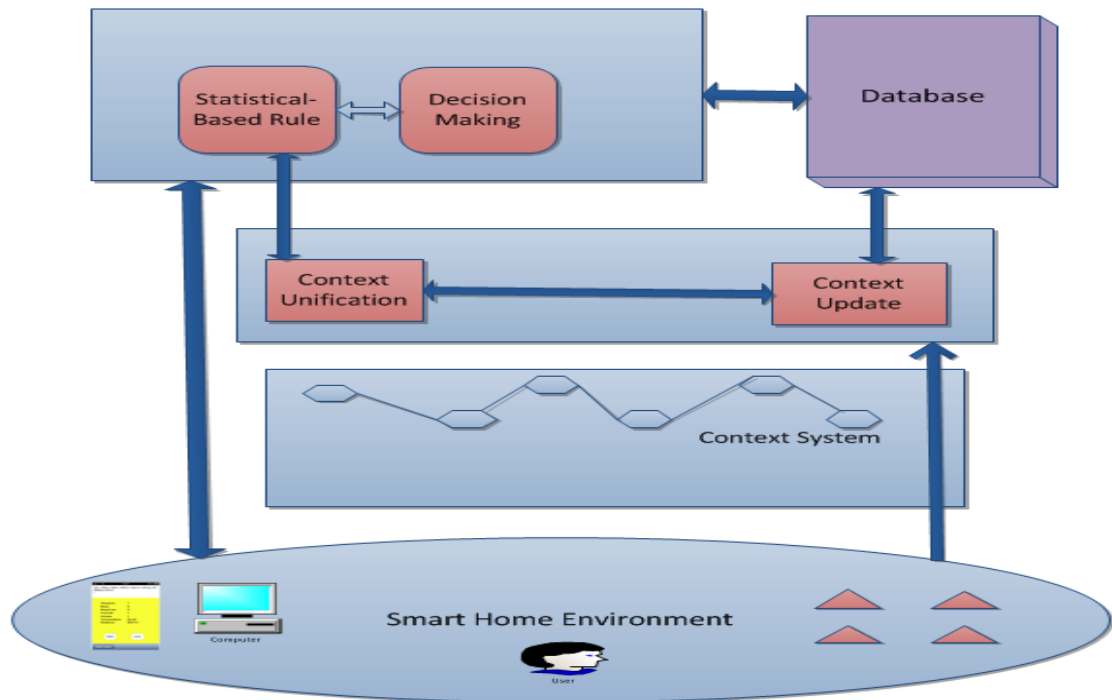 Statistical-
Based Rule
Decision
Making
Database
Context
Unification
Context
Update
Context System
Smart Home Environment
Computer
User